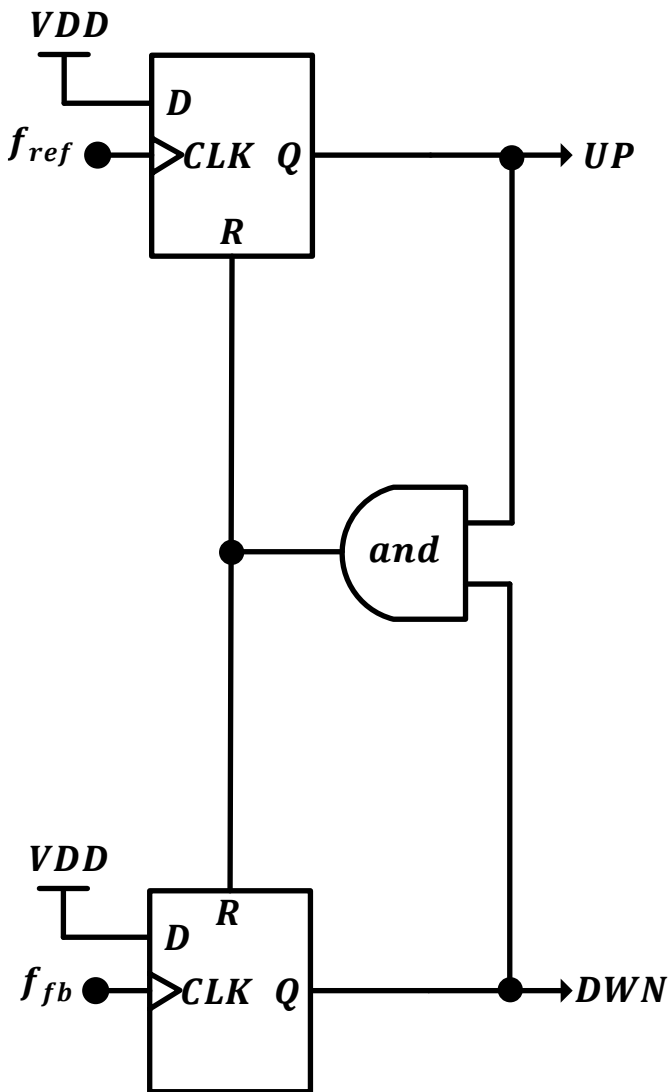 VDD
D
f_ref CLK Q UP
R
and
VDD
R
D
f_fb CLK Q DWN